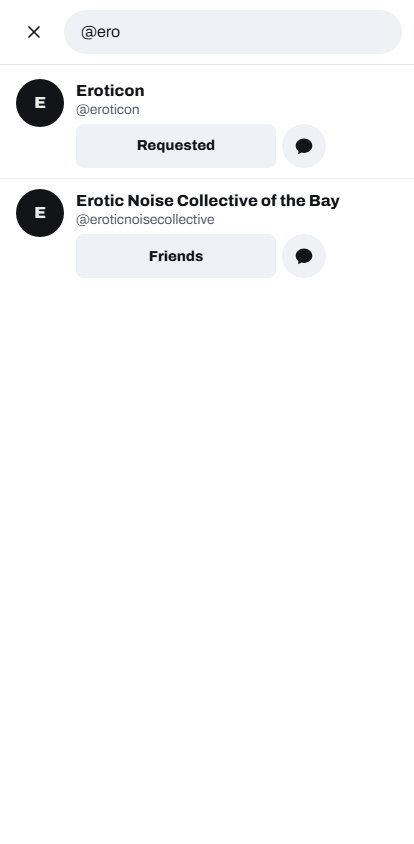 @ero
E
Eroticon
@eroticon
Requested
E
Erotic Noise Collective of the Bay
@eroticnoisecollective
Friends